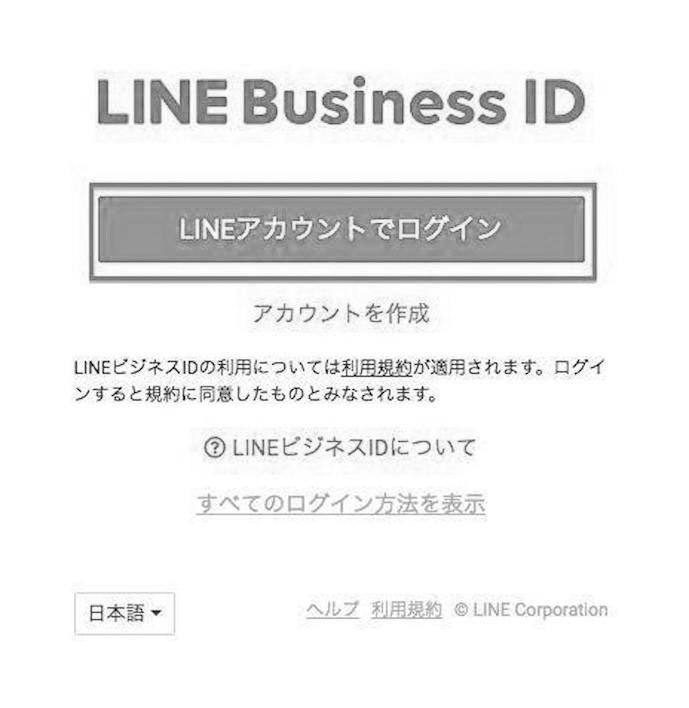 LINE Business ID
LINEアカウントでログイン
アカウントを作成
LINEビジネスIDの利用については利用規約が適用されます。ログイ
ンすると規約に同意したものとみなされます。
? LINEビジネスIDについて
すべてのログイン方法を表示
日本語
ヘルプ 利用規約 © LINE Corporation